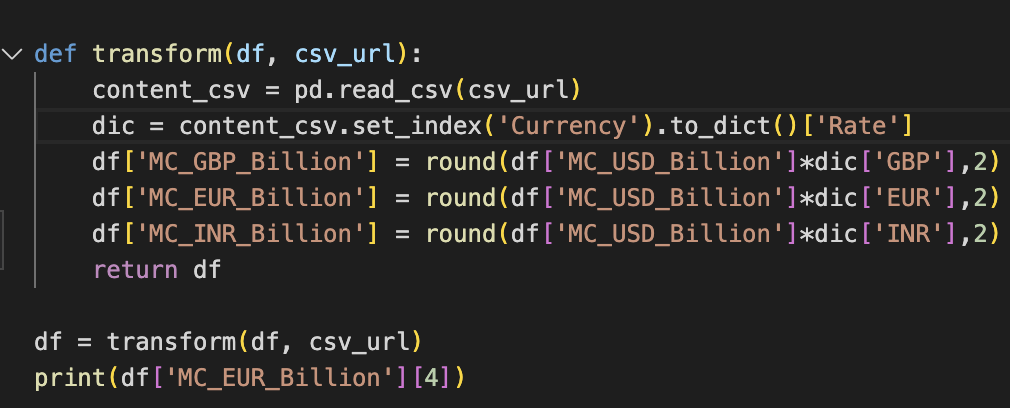 def transform(df, csv_url):
    content_csv = pd.read_csv(csv_url)
    dic = content_csv.set_index('Currency').to_dict()['Rate']
    df['MC_GBP_Billion'] = round(df['MC_USD_Billion']*dic['GBP'],2)
    df['MC_EUR_Billion'] = round(df['MC_USD_Billion']*dic['EUR'],2)
    df['MC_INR_Billion'] = round(df['MC_USD_Billion']*dic['INR'],2)
    return df

df = transform(df, csv_url)
print(df['MC_EUR_Billion'][4])